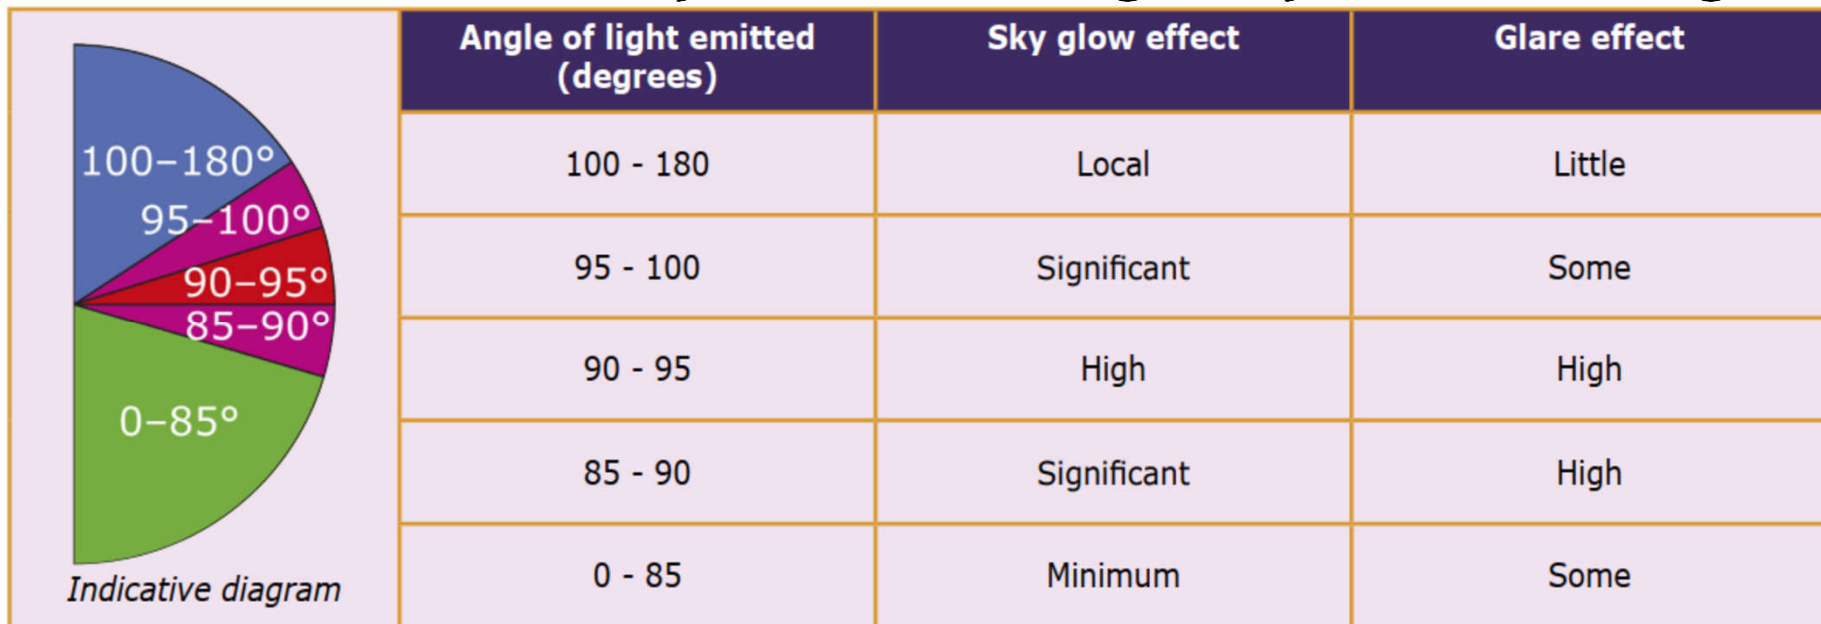 Angle of light emitted
(degrees)
Sky glow effect
Glare effect
100–180°
95–100°
90–95°
85–90°
0–85°
Indicative diagram
100 - 180
Local
Little
95 - 100
Significant
Some
90 - 95
High
High
85 - 90
Significant
High
0 - 85
Minimum
Some